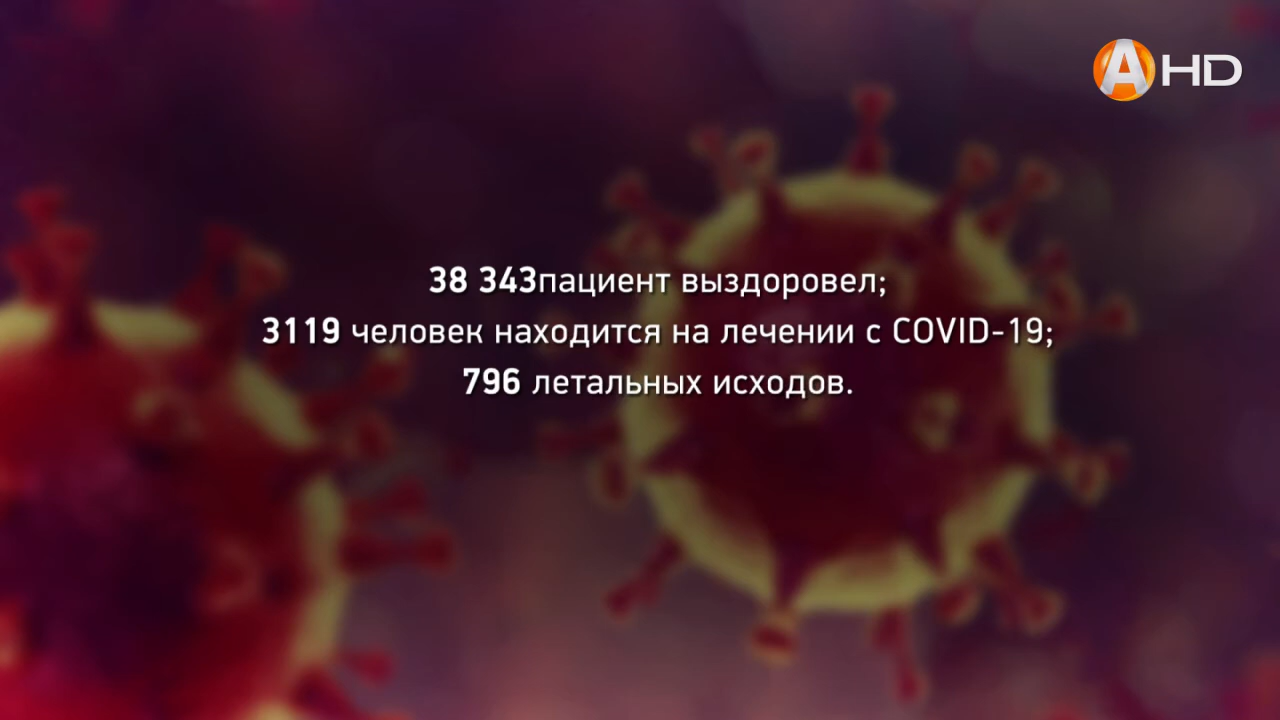 A HD
38 343пациент выздоровел;
3119 человек находится на лечении с COVID-19;
796 летальных исходов.